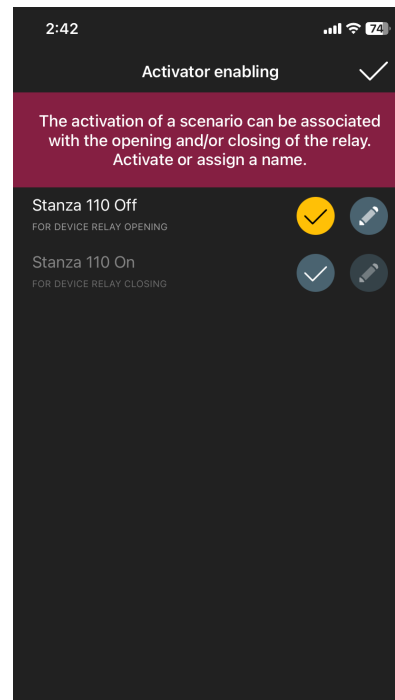 2:42
74
Activator enabling
The activation of a scenario can be associated
with the opening and/or closing of the relay.
Activate or assign a name.
Stanza 110 Off
FOR DEVICE RELAY OPENING
Stanza 110 On
FOR DEVICE RELAY CLOSING